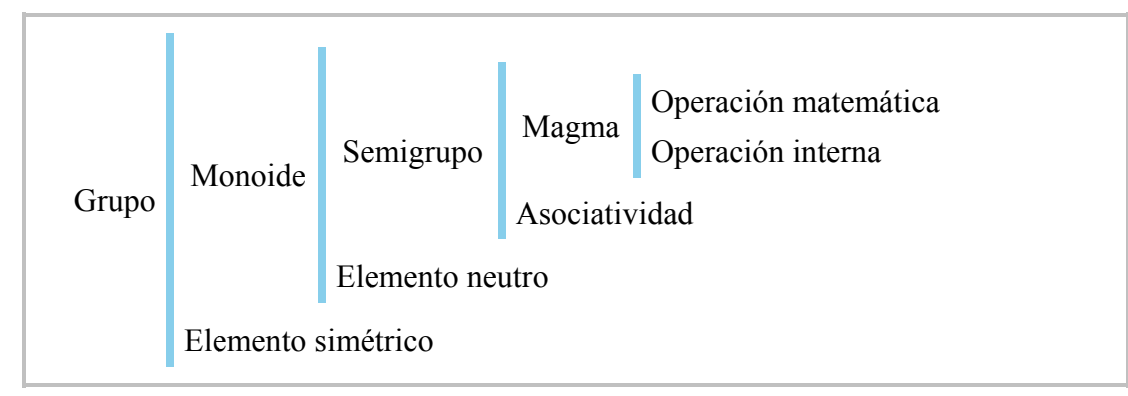 Operación matemática
Magma
Operación interna
Semigrupo
Monoide
Grupo
Asociatividad
Elemento neutro
Elemento simétrico